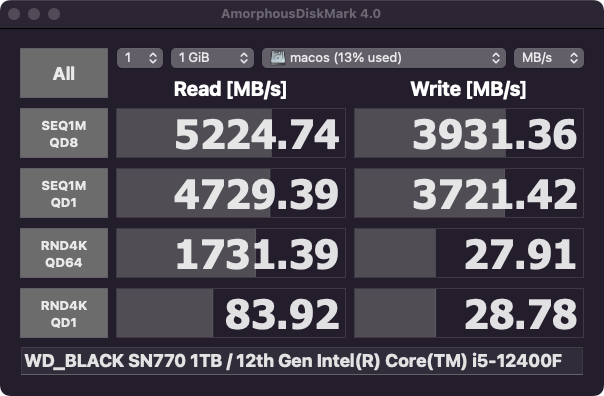 AmorphousDiskMark 4.0
All
1
1 GiB
macos (13% used)
MB/s
Read [MB/s]
Write [MB/s]
SEQ1M
QD8
5224.74
3931.36
SEQ1M
QD1
4729.39
3721.42
RND4K
QD64
1731.39
27.91
RND4K
QD1
83.92
28.78
WD_BLACK SN770 1TB / 12th Gen Intel(R) Core(TM) i5-12400F